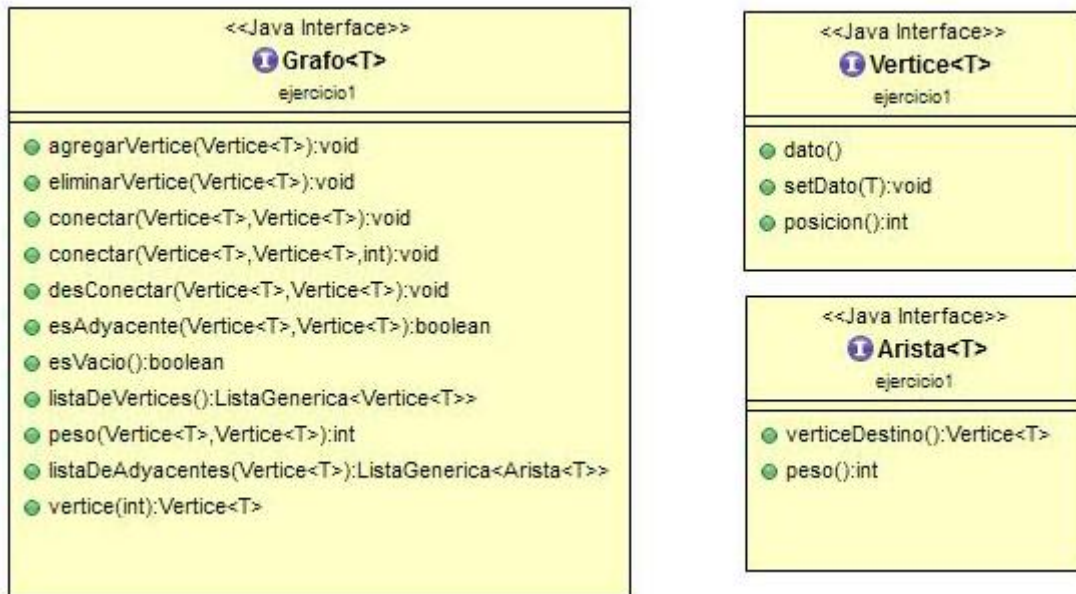 <<Java Interface>>
Grafo<T>
ejercicio1
agregarVertice(Vertice<T>):void
eliminarVertice(Vertice<T>):void
conectar(Vertice<T>,Vertice<T>):void
conectar(Vertice<T>,Vertice<T>,int):void
desConectar(Vertice<T>,Vertice<T>):void
esAdyacente(Vertice<T>,Vertice<T>):boolean
esVacio():boolean
listaDeVertices():ListaGenerica<Vertice<T>>
peso(Vertice<T>,Vertice<T>):int
listaDeAdyacentes(Vertice<T>):ListaGenerica<Arista<T>>
vertice(int):Vertice<T>
<<Java Interface>>
Vertice<T>
ejercicio1
dato()
setDato(T):void
posicion():int
<<Java Interface>>
Arista<T>
ejercicio1
verticeDestino():Vertice<T>
peso():int